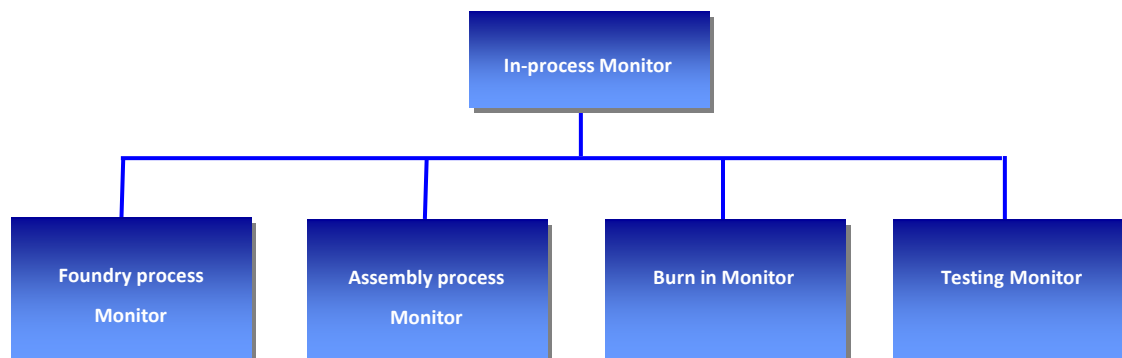 In-process Monitor
Foundry process
Monitor
Assembly process
Monitor
Burn in Monitor
Testing Monitor